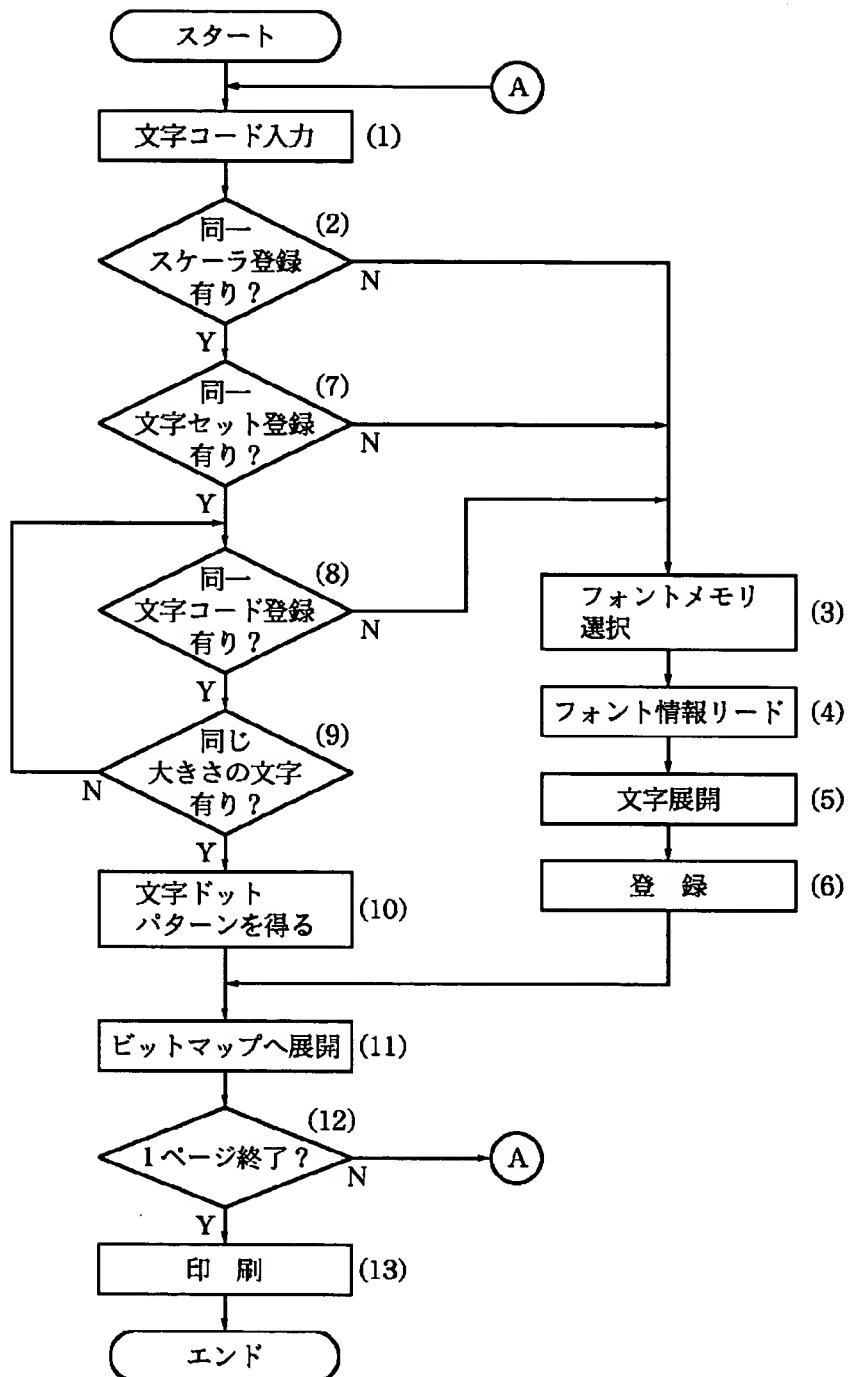 スタート
A
文字コード入力 (1)
(2)
同一
スケーラ登録
有り?
N
Y
(7)
同一
文字セット登録
有り?
N
Y
(8)
同一
文字コード登録
有り?
N
Y
フォントメモリ
選択
(3)
フォント情報リード (4)
(9)
同じ
大きさの文字
有り?
N
Y
文字展開 (5)
登 録 (6)
文字ドット
パターンを得る
(10)
ビットマップへ展開 (11)
(12)
1ページ終了?
N
A
Y
印 刷 (13)
エンド